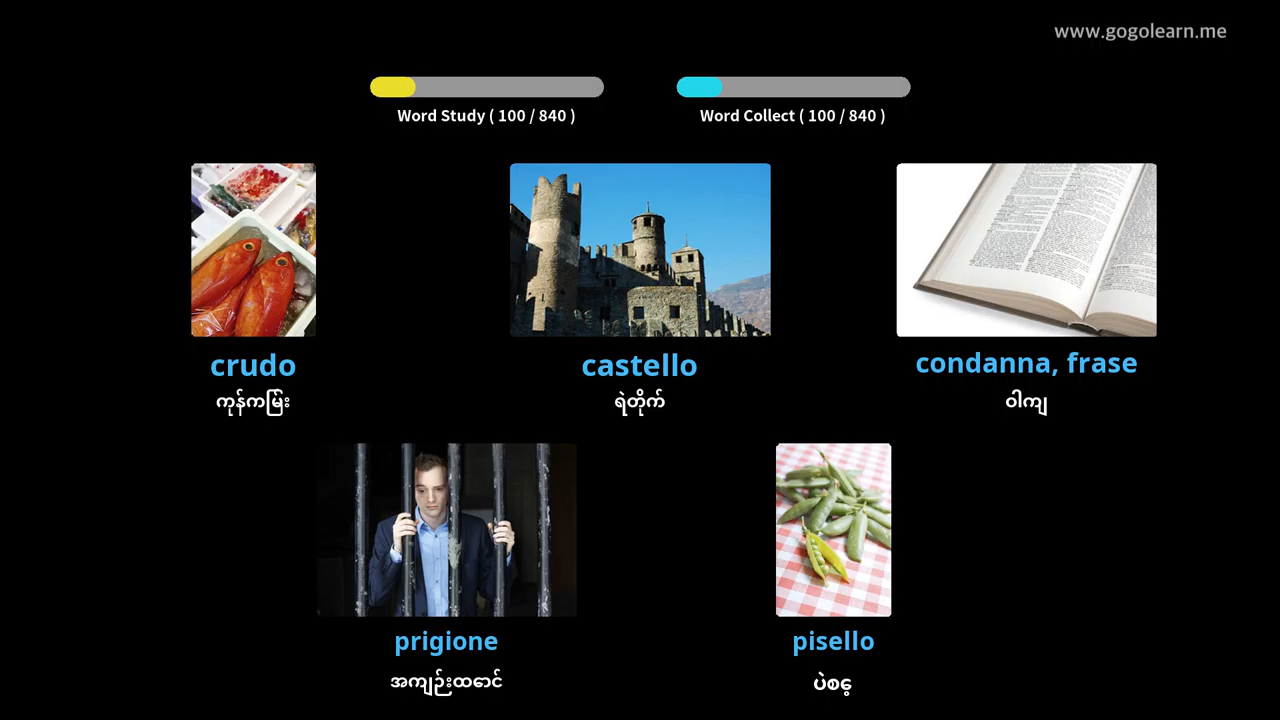 www.gogolearn.me
Word Study ( 100 / 840 )
Word Collect ( 100 / 840 )
crudo
castello
condanna, frase
ကုန်ကမ်ြး
ရဲတိုက်
ဝါကျ
prigione
pisello
အကျဉ်းထောင်
ပဲစေ့